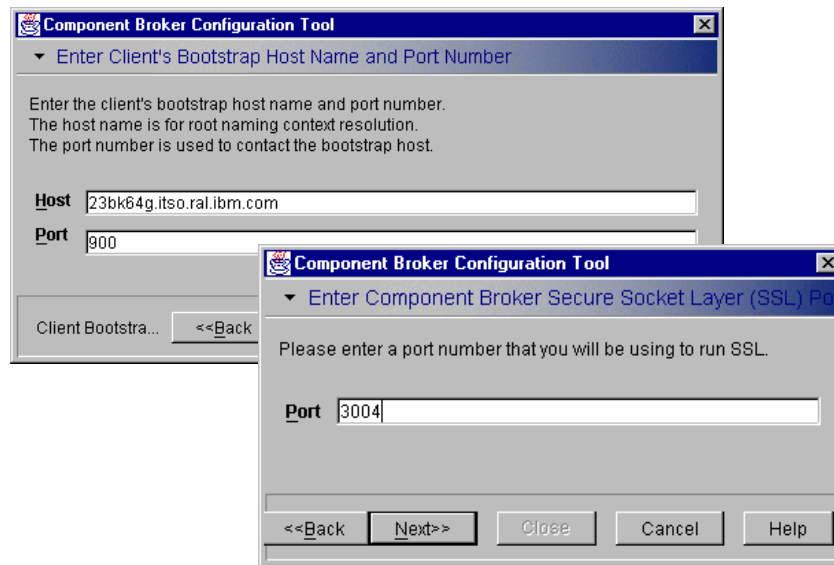 Component Broker Configuration Tool
Enter Client's Bootstrap Host Name and Port Number
Enter the client's bootstrap host name and port number.
The host name is for root naming context resolution.
The port number is used to contact the bootstrap host.
Host 23bk64g.itso.ral.ibm.com
Port 900
Client Bootstra... <<Back
Component Broker Configuration Tool
Enter Component Broker Secure Socket Layer (SSL) Po
Please enter a port number that you will be using to run SSL.
Port 3004
<<Back Next>> Close Cancel Help